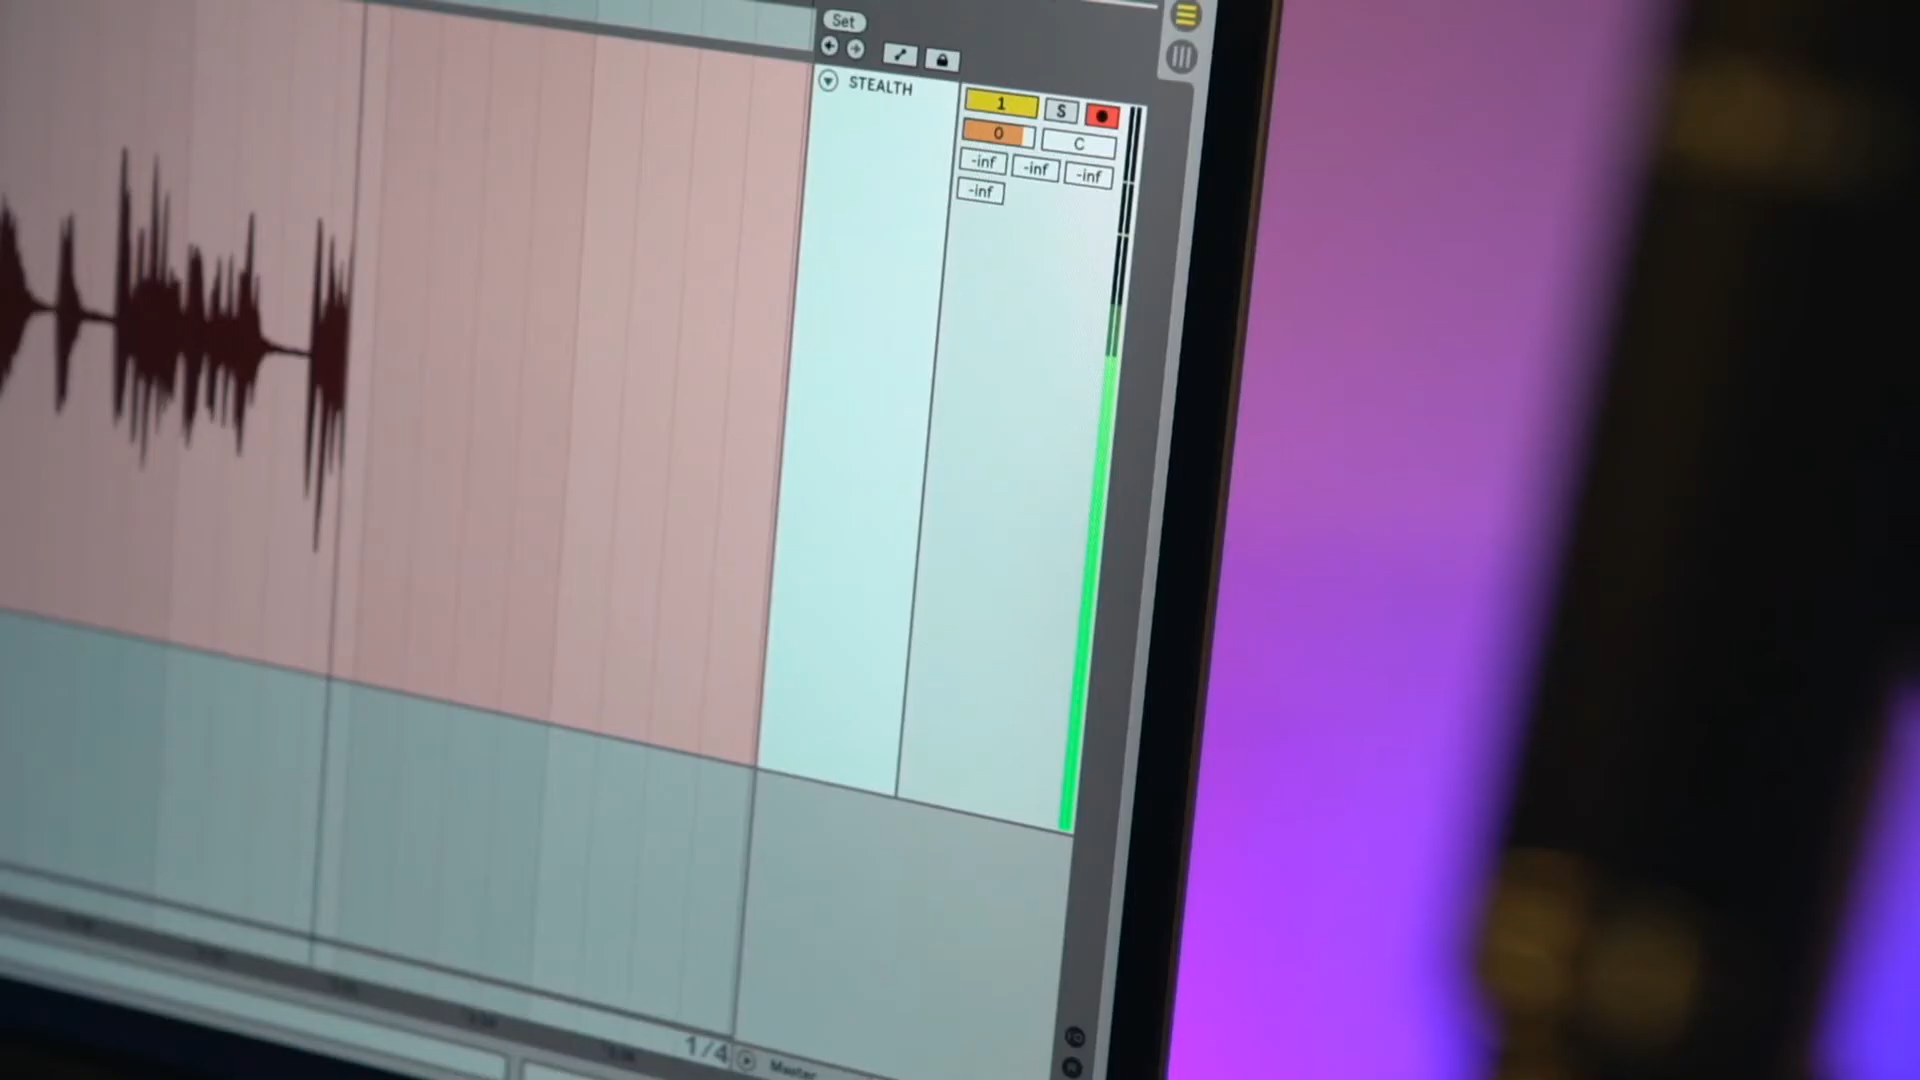 Set
STEALTH
1 S
0 C
-inf -inf -inf
-inf
1/4 Master